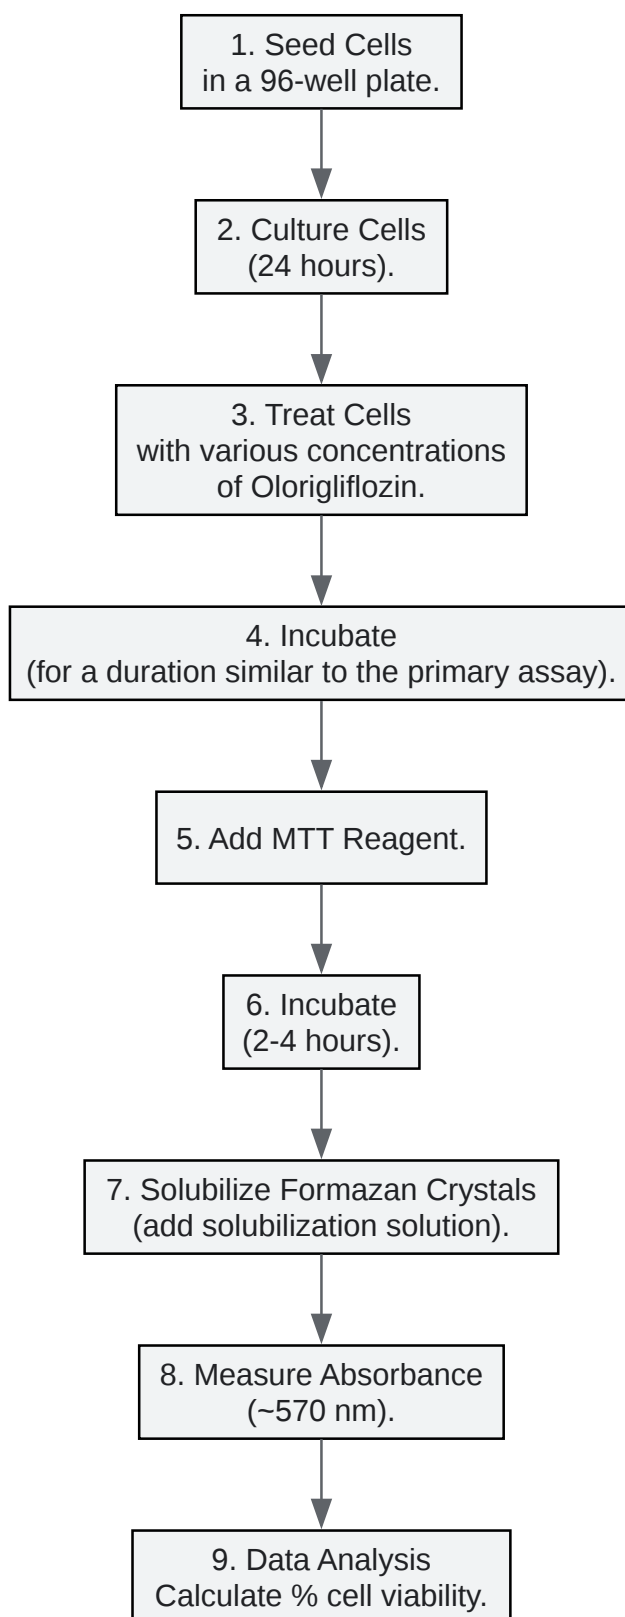 1. Seed Cells
in a 96-well plate.
2. Culture Cells
(24 hours).
3. Treat Cells
with various concentrations
of Olorigliflozin.
4. Incubate
(for a duration similar to the primary assay).
5. Add MTT Reagent.
6. Incubate
(2-4 hours).
7. Solubilize Formazan Crystals
(add solubilization solution).
8. Measure Absorbance
(~570 nm).
9. Data Analysis
Calculate % cell viability.